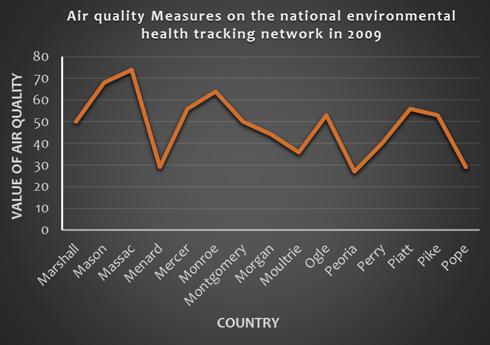 Air quality Measures on the national environmental
health tracking network in 2009
VALUE OF AIR QUALITY
80
70
60
50
40
30
20
10
0
Marshall
Mason
Massac
Menard
Mercer
Monroe
Montgomery
Morgan
Moultrie
Ogle
Peoria
Perry
Piatt
Pike
Pope
COUNTRY